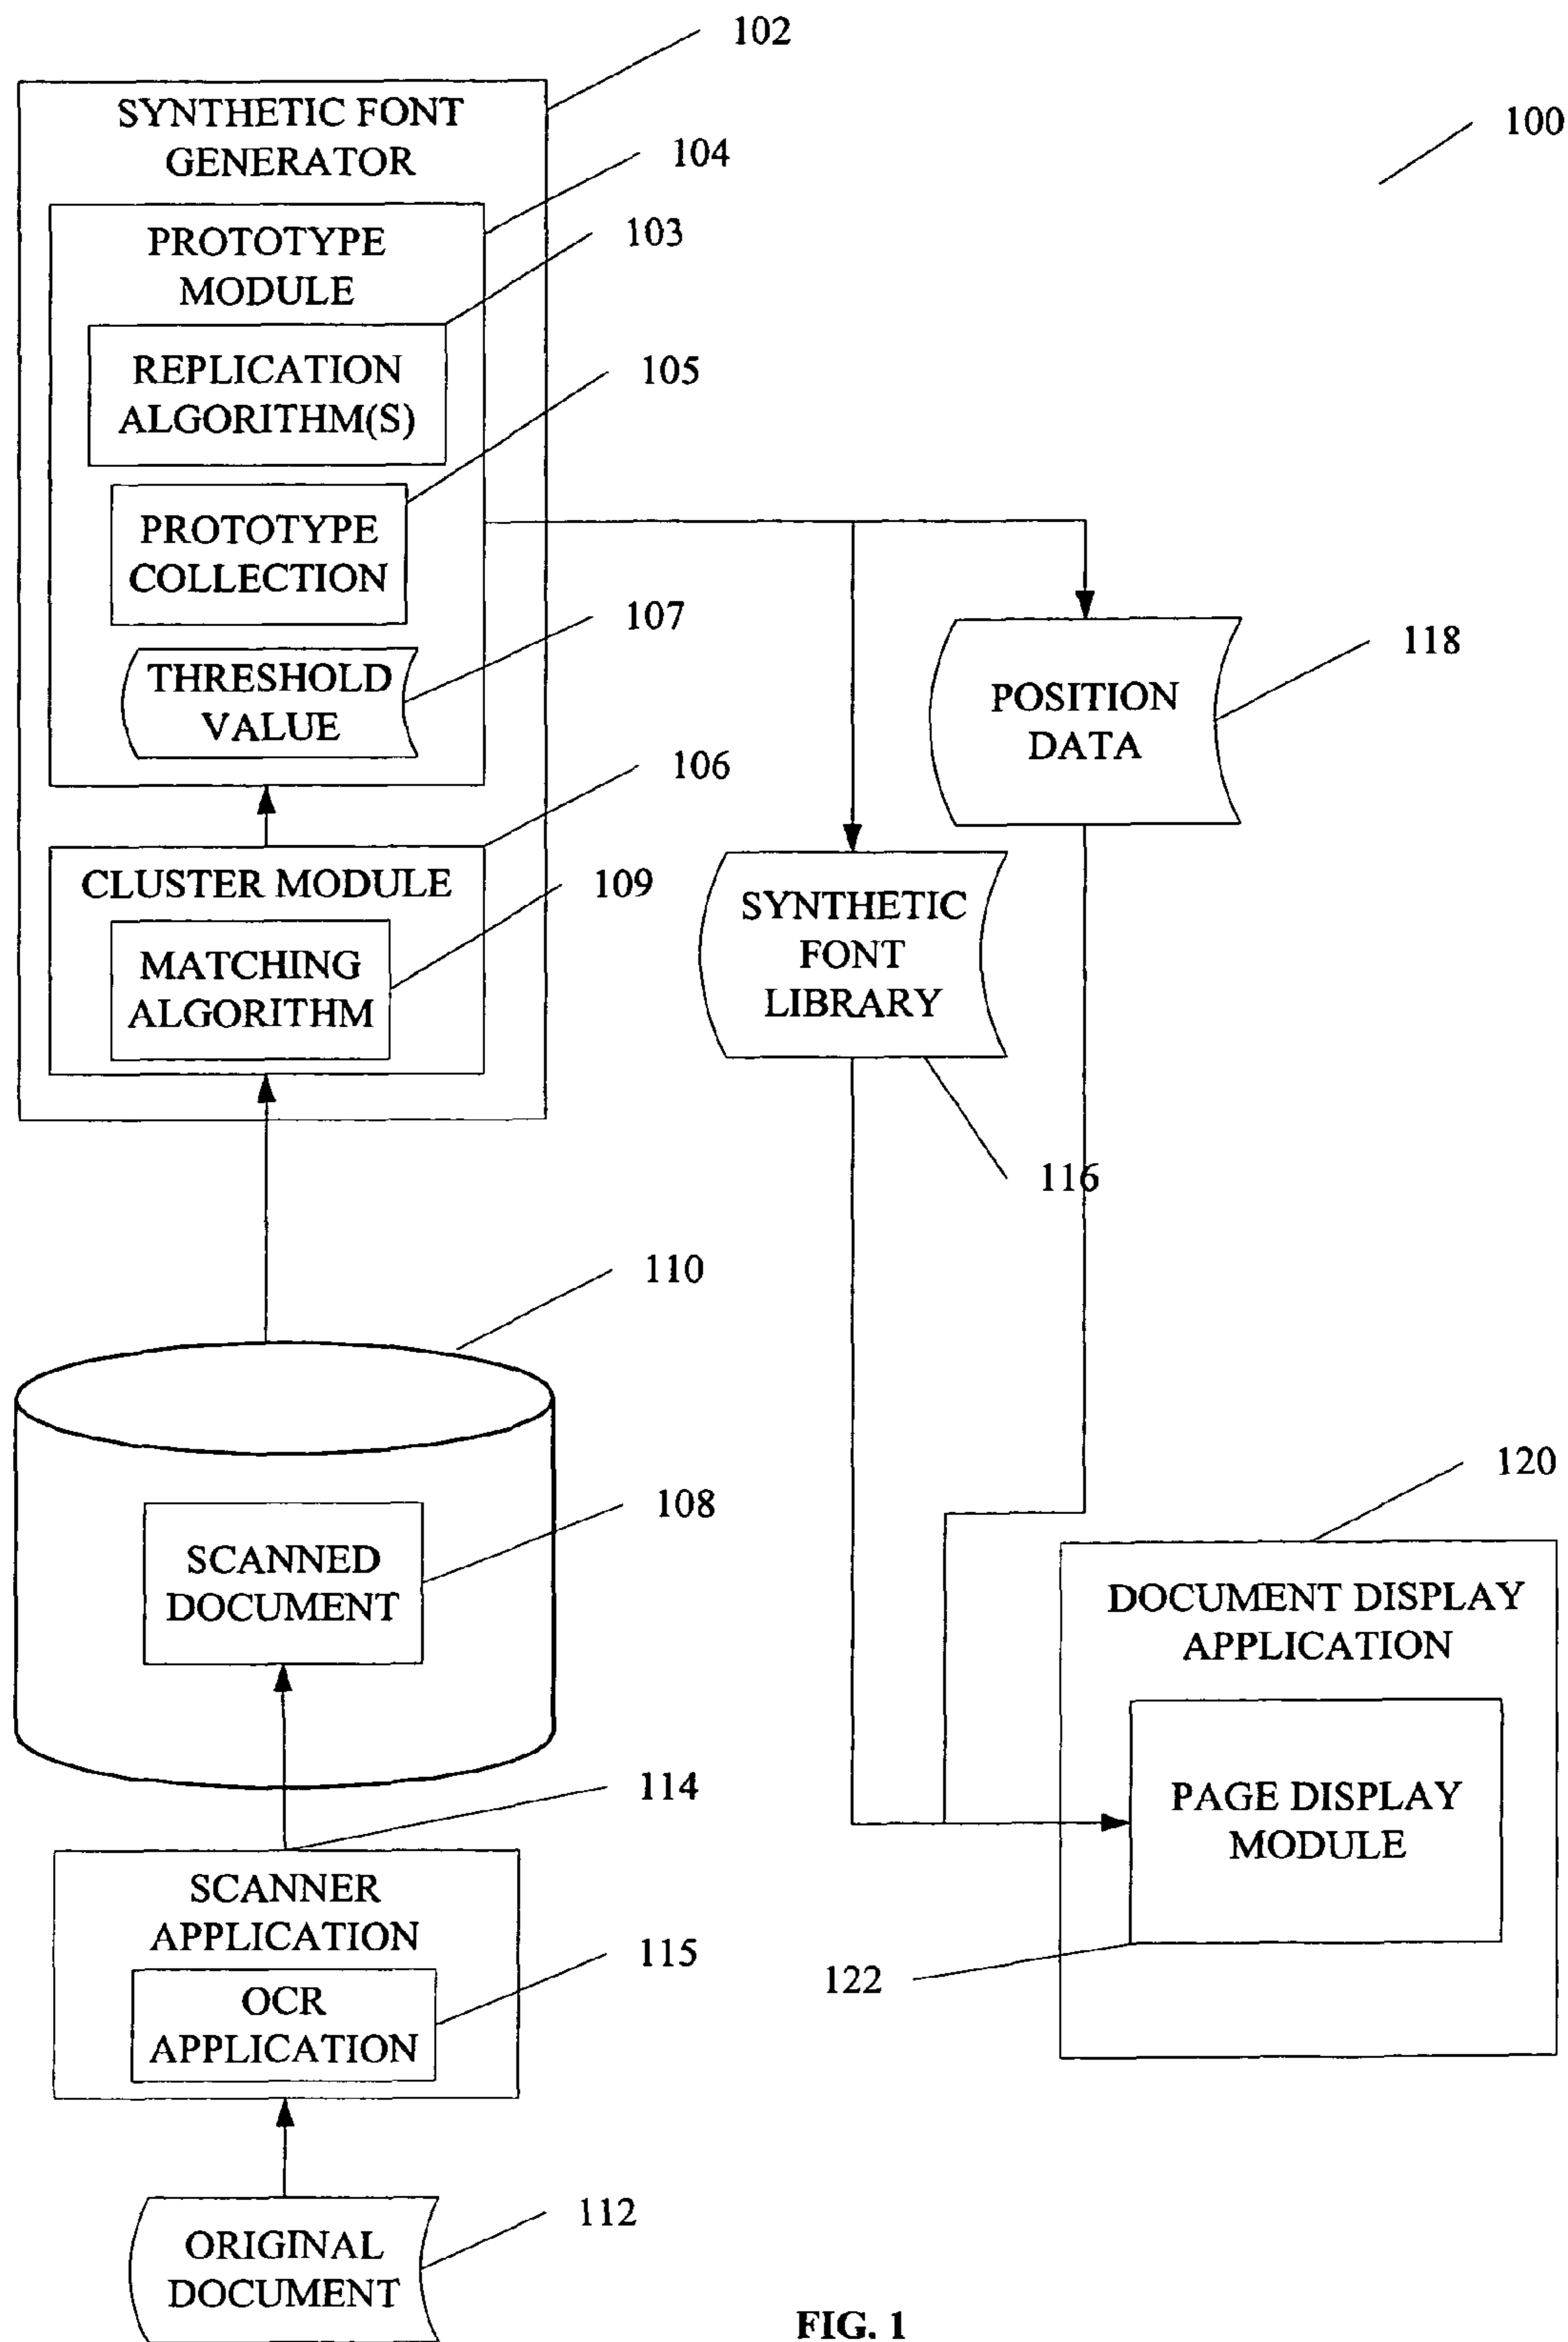 102
SYNTHETIC FONT
GENERATOR
100
104
PROTOTYPE
MODULE
103
REPLICATION
ALGORITHM(S)
105
PROTOTYPE
COLLECTION
107
THRESHOLD
VALUE
118
POSITION
DATA
106
CLUSTER MODULE
109
MATCHING
ALGORITHM
SYNTHETIC
FONT
LIBRARY
116
110
120
108
SCANNED
DOCUMENT
DOCUMENT DISPLAY
APPLICATION
PAGE DISPLAY
MODULE
114
SCANNER
APPLICATION
115
122
OCR
APPLICATION
112
ORIGINAL
DOCUMENT
FIG. 1